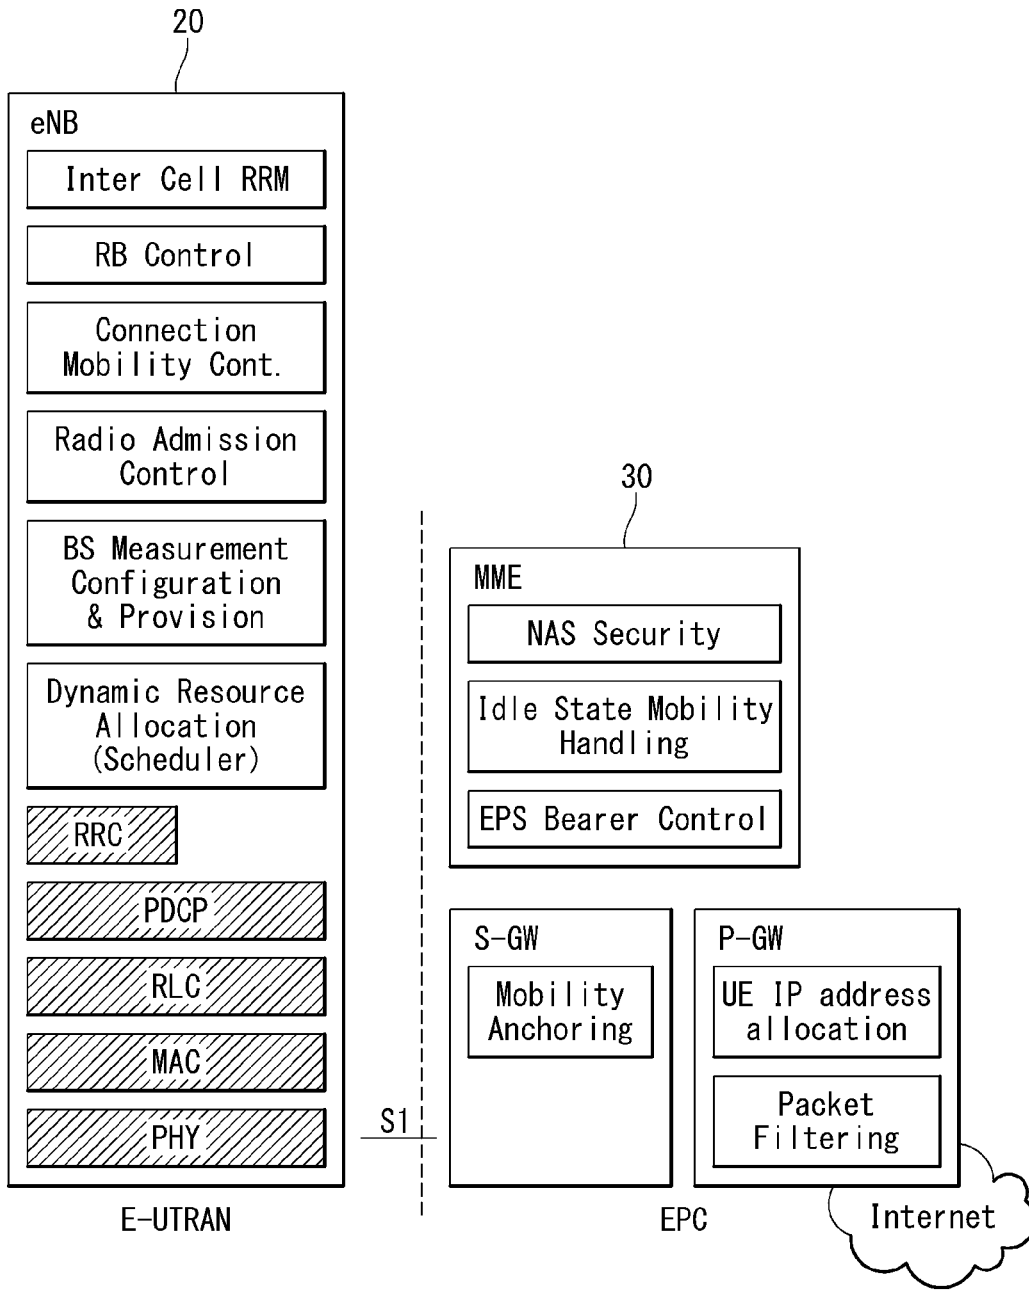 20
eNB
Inter Cell RRM
RB Control
Connection
Mobility Cont.
Radio Admission
Control
BS Measurement
Configuration
& Provision
Dynamic Resource
Allocation
(Scheduler)
RRC
PDCP
RLC
MAC
PHY
E-UTRAN
S1
30
MME
NAS Security
Idle State Mobility
Handling
EPS Bearer Control
S-GW
Mobility
Anchoring
P-GW
UE IP address
allocation
Packet
Filtering
EPC
Internet